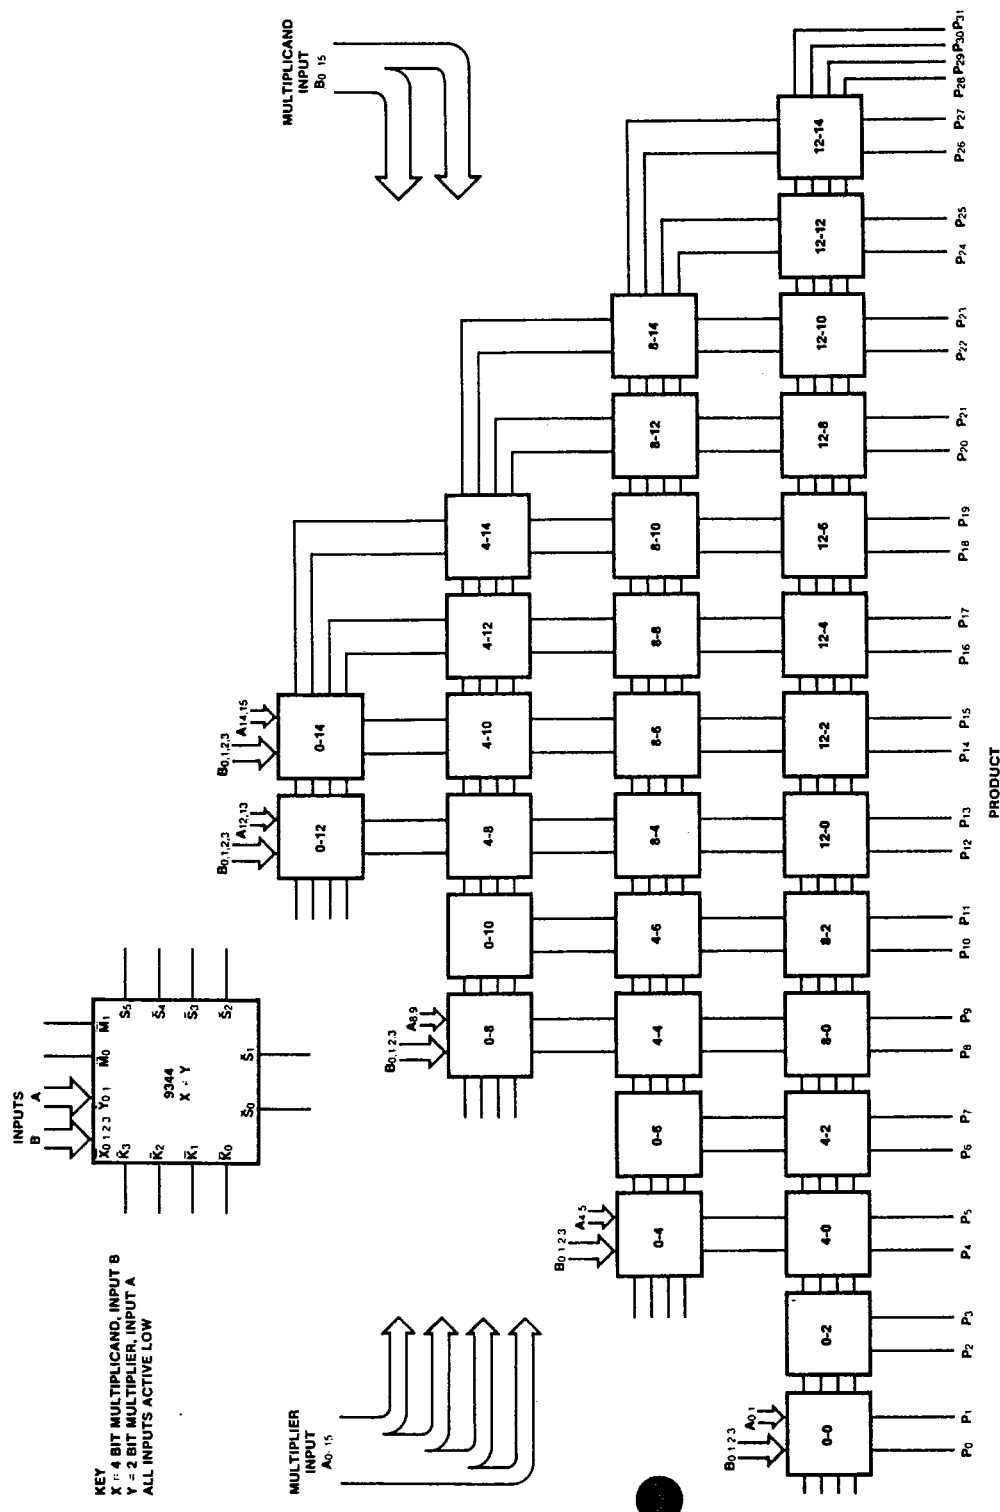 KEY
X = 4 BIT MULTIPLICAND, INPUT B
Y = 2 BIT MULTIPLIER, INPUT A
ALL INPUTS ACTIVE LOW
INPUTS
B A
X̄0 1 2 3 Y0 1 M̄0 M̄1
K̄3 S5
K̄2 S̄4
K̄1 S̄3
K̄0 S̄2
9344
X · Y
S̄0 S̄1
MULTIPLIER
INPUT
A0-15
MULTIPLICAND
INPUT
B0 15
B0,1,2,3 A12,13
B0,1,2,3 A14,15
0-12 0-14
B0,1 2,3 A8,9
0-8 0-10 4-8 4-10 4-12 4-14
B0 1 2 3 A4 5
0-4 0-6 4-4 4-6 8-4 8-6 8-8 8-10 8-12 8-14
B0 1 2 3 A0 1
0-0 0-2 4-0 4-2 8-0 8-2 12-0 12-2 12-4 12-6 12-8 12-10 12-12 12-14
P0 P1 P2 P3 P4 P5 P6 P7 P8 P9 P10 P11 P12 P13 P14 P15 P16 P17 P18 P19 P20 P21 P22 P23 P24 P25 P26 P27 P28 P29 P30 P31
PRODUCT